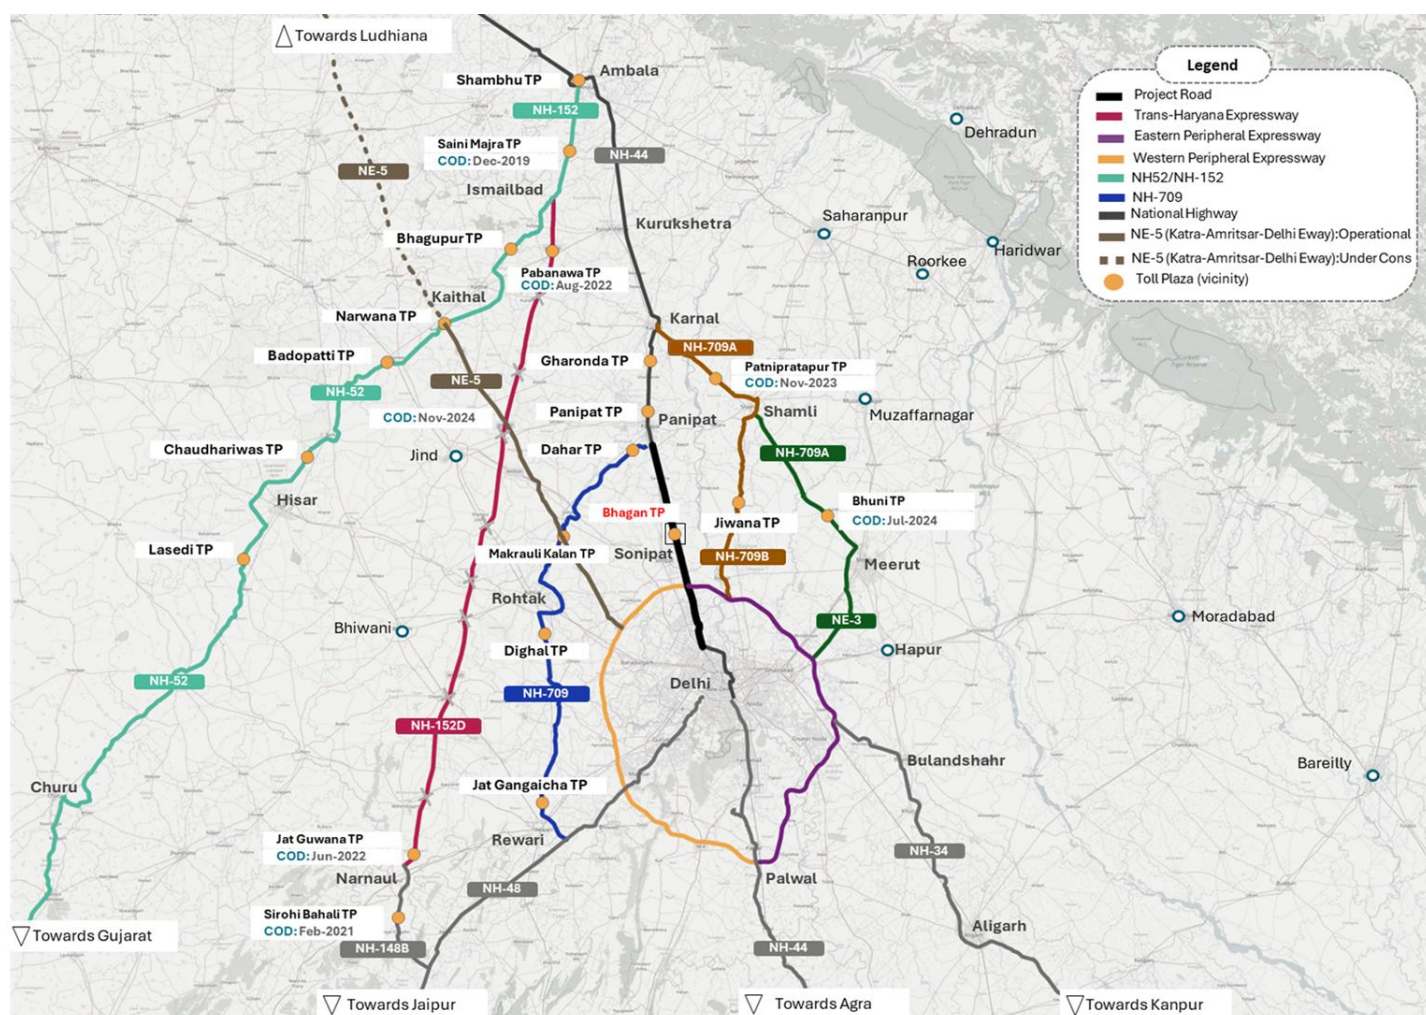 △ Towards Ludhiana
Shambhu TP
Ambala
NH-152
Saini Majra TP
COD: Dec-2019
NH-44
NE-5
Ismailbad
Kurukshetra
Bhagupur TP
Pabanawa TP
COD: Aug-2022
Kaithal
Narwana TP
Karnal
NH-709A
Badopatti TP
Gharonda TP
Patnipratapur TP
COD: Nov-2023
NE-5
NH-52
COD: Nov-2024
Panipat TP
Panipat
Shamli
Muzaffarnagar
Chaudhariwas TP
Jind
Dahar TP
NH-709A
Hisar
Bhagan TP
Bhuni TP
COD: Jul-2024
Jiwana TP
Lasedi TP
Makrauli Kalan TP
Sonipat
NH-709B
Meerut
Rohtak
Bhiwani
NE-3
Moradabad
Dighal TP
Hapur
NH-52
NH-709
Delhi
NH-152D
Bulandshahr
Bareilly
Churu
Jat Gangaicha TP
Jat Guwana TP
COD: Jun-2022
Rewari
NH-34
Narnaul
NH-48
Palwal
Sirohi Bahali TP
COD: Feb-2021
Aligarh
▽ Towards Gujarat
NH-148B
NH-44
▽ Towards Jaipur
▽ Towards Agra
▽ Towards Kanpur
Dehradun
Saharanpur
Haridwar
Roorkee
Legend
Project Road
Trans-Haryana Expressway
Eastern Peripheral Expressway
Western Peripheral Expressway
NH52/NH-152
NH-709
National Highway
NE-5 (Katra-Amritsar-Delhi Eway):Operational
NE-5 (Katra-Amritsar-Delhi Eway):Under Cons
Toll Plaza (vicinity)